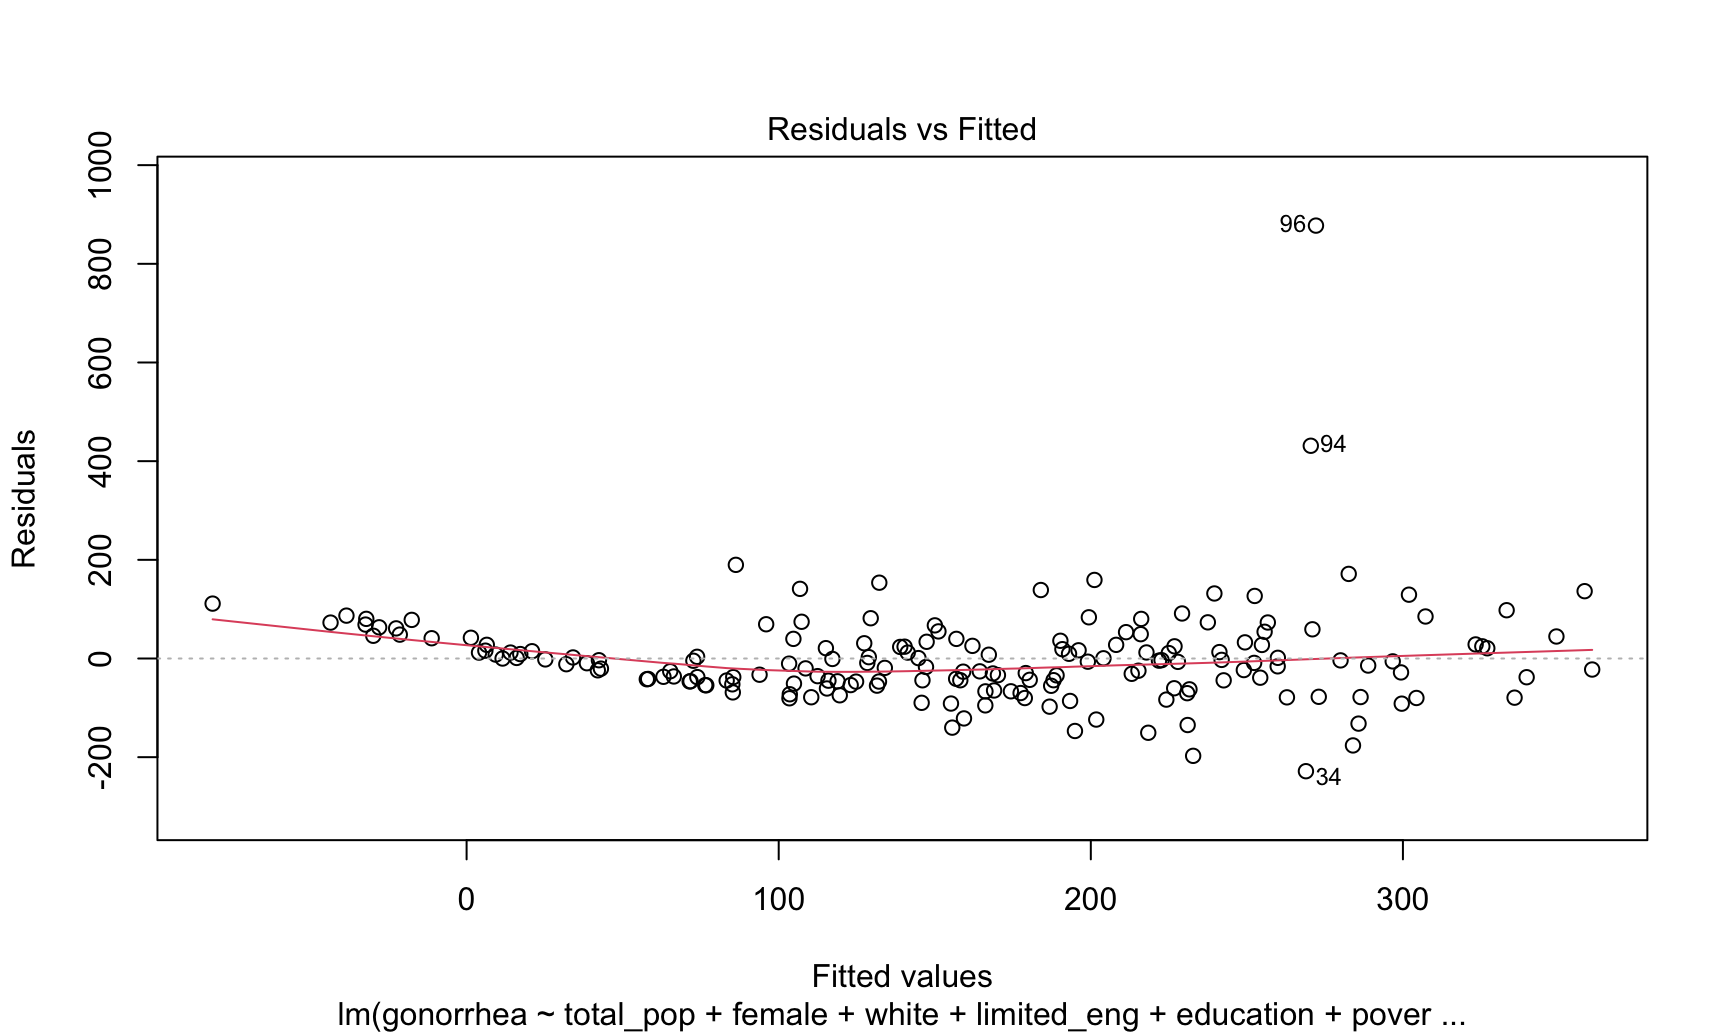 Residuals vs Fitted
1000
800
600
400
200
0
-200
Residuals
96
94
34
0 100 200 300
Fitted values
lm(gonorrhea ~ total_pop + female + white + limited_eng + education + pover ...